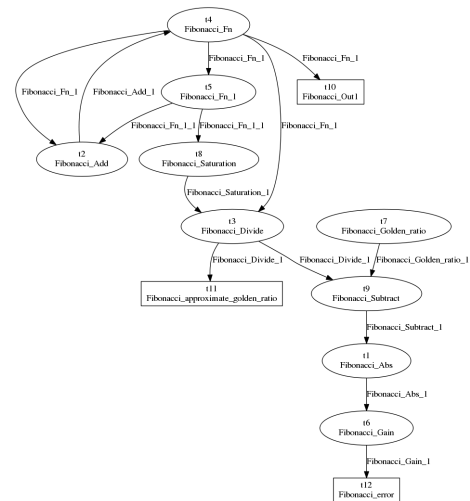 t4
Fibonacci_Fn
Fibonacci_Fn_1
Fibonacci_Fn_1
t5
Fibonacci_Fn_1
Fibonacci_Add_1
t10
Fibonacci_Out1
Fibonacci_Fn_1
Fibonacci_Fn_1_1
Fibonacci_Fn_1_1
Fibonacci_Fn_1
t2
Fibonacci_Add
t8
Fibonacci_Saturation
Fibonacci_Saturation_1
t3
Fibonacci_Divide
t7
Fibonacci_Golden_ratio
Fibonacci_Divide_1
Fibonacci_Divide_1
Fibonacci_Golden_ratio_1
t11
Fibonacci_approximate_golden_ratio
t9
Fibonacci_Subtract
Fibonacci_Subtract_1
t1
Fibonacci_Abs
Fibonacci_Abs_1
t6
Fibonacci_Gain
Fibonacci_Gain_1
t12
Fibonacci_error